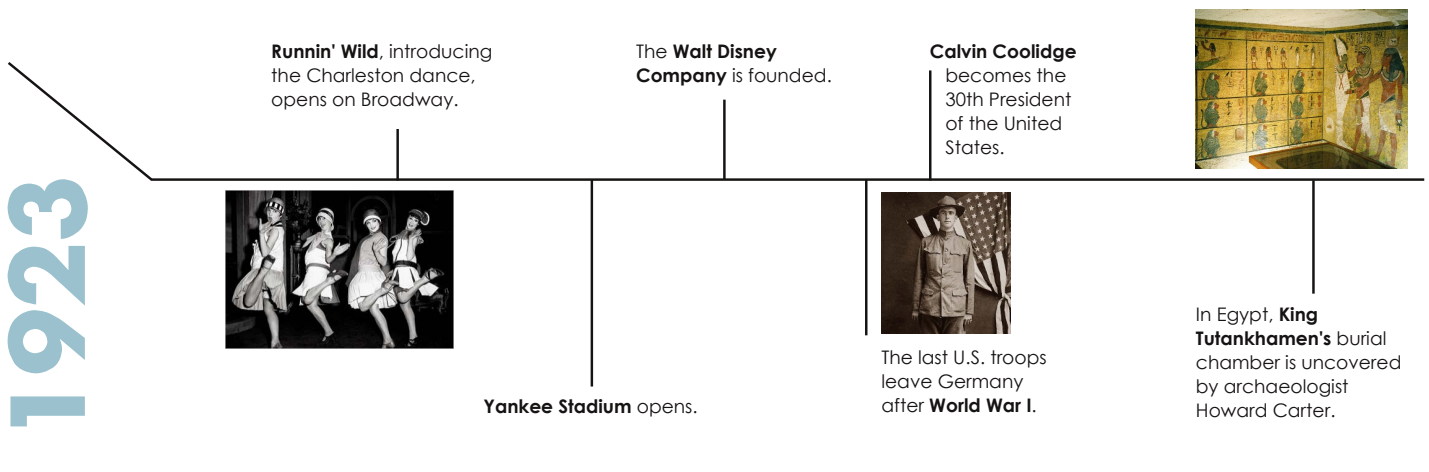 1923
Runnin' Wild, introducing
the Charleston dance,
opens on Broadway.
Yankee Stadium opens.
The Walt Disney
Company is founded.
The last U.S. troops
leave Germany
after World War I.
Calvin Coolidge
becomes the
30th President
of the United
States.
In Egypt, King
Tutankhamen's burial
chamber is uncovered
by archaeologist
Howard Carter.